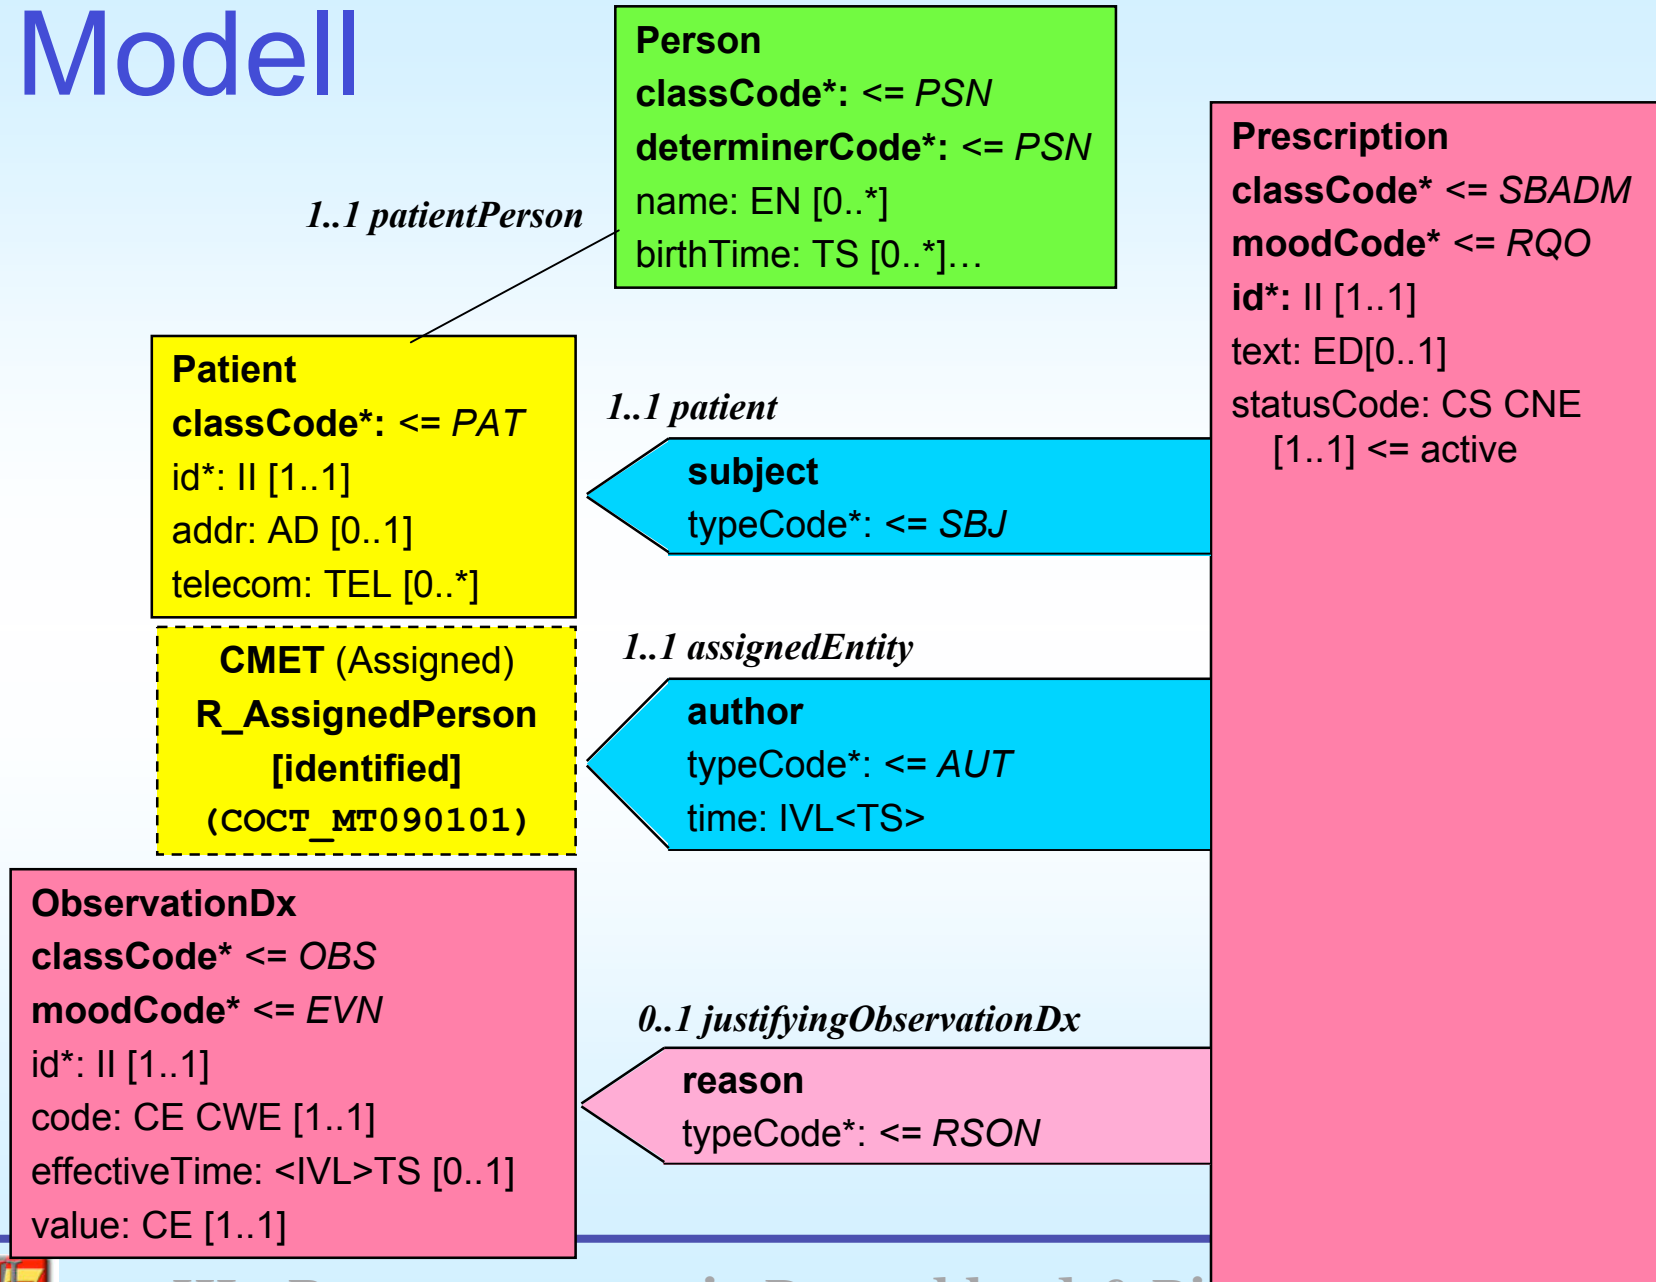 Modell
Person
classCode*: <= PSN
determinerCode*: <= PSN
name: EN [0..*]
birthTime: TS [0..*]…
1..1 patientPerson
Patient
classCode*: <= PAT
id*: II [1..1]
addr: AD [0..1]
telecom: TEL [0..*]
1..1 patient
subject
typeCode*: <= SBJ
CMET (Assigned)
R_AssignedPerson
[identified]
(COCT_MT090101)
1..1 assignedEntity
author
typeCode*: <= AUT
time: IVL<TS>
ObservationDx
classCode* <= OBS
moodCode* <= EVN
id*: II [1..1]
code: CE CWE [1..1]
effectiveTime: <IVL>TS [0..1]
value: CE [1..1]
0..1 justifyingObservationDx
reason
typeCode*: <= RSON
Prescription
classCode* <= SBADM
moodCode* <= RQO
id*: II [1..1]
text: ED[0..1]
statusCode: CS CNE
[1..1] <= active